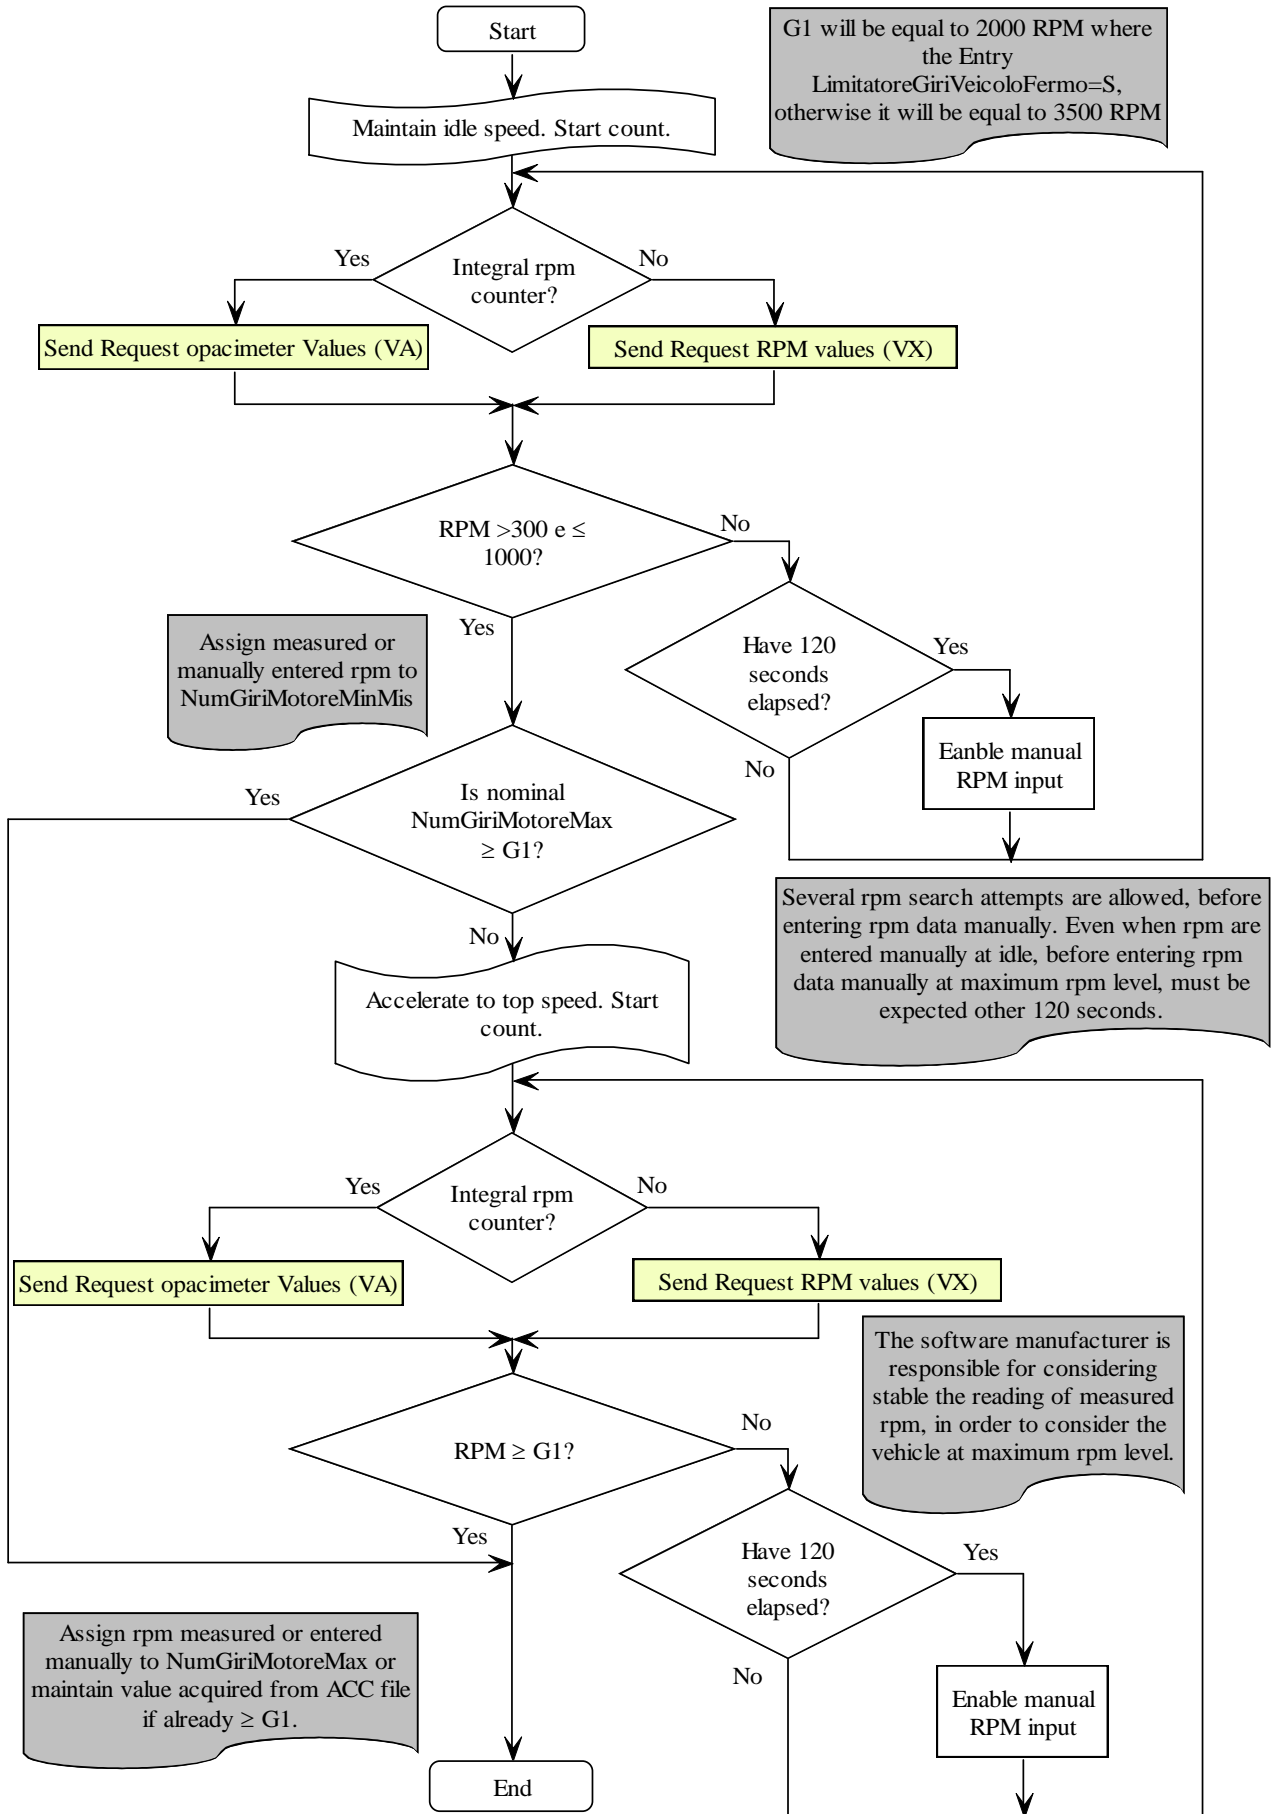 Start
G1 will be equal to 2000 RPM where
the Entry
LimitatoreGiriVeicoloFermo=S,
otherwise it will be equal to 3500 RPM
Maintain idle speed. Start count.
Yes
No
Integral rpm
counter?
Send Request opacimeter Values (VA)
Send Request RPM values (VX)
RPM >300 e ≤
1000?
No
Yes
Assign measured or
manually entered rpm to
NumGiriMotoreMinMis
Have 120
seconds
elapsed?
Yes
No
Eanble manual
RPM input
Yes
Is nominal
NumGiriMotoreMax
≥ G1?
No
Several rpm search attempts are allowed, before
entering rpm data manually. Even when rpm are
entered manually at idle, before entering rpm
data manually at maximum rpm level, must be
expected other 120 seconds.
Accelerate to top speed. Start
count.
Yes
No
Integral rpm
counter?
Send Request opacimeter Values (VA)
Send Request RPM values (VX)
The software manufacturer is
responsible for considering
stable the reading of measured
rpm, in order to consider the
vehicle at maximum rpm level.
RPM ≥ G1?
No
Yes
Have 120
seconds
elapsed?
Yes
No
Assign rpm measured or entered
manually to NumGiriMotoreMax or
maintain value acquired from ACC file
if already ≥ G1.
Enable manual
RPM input
End